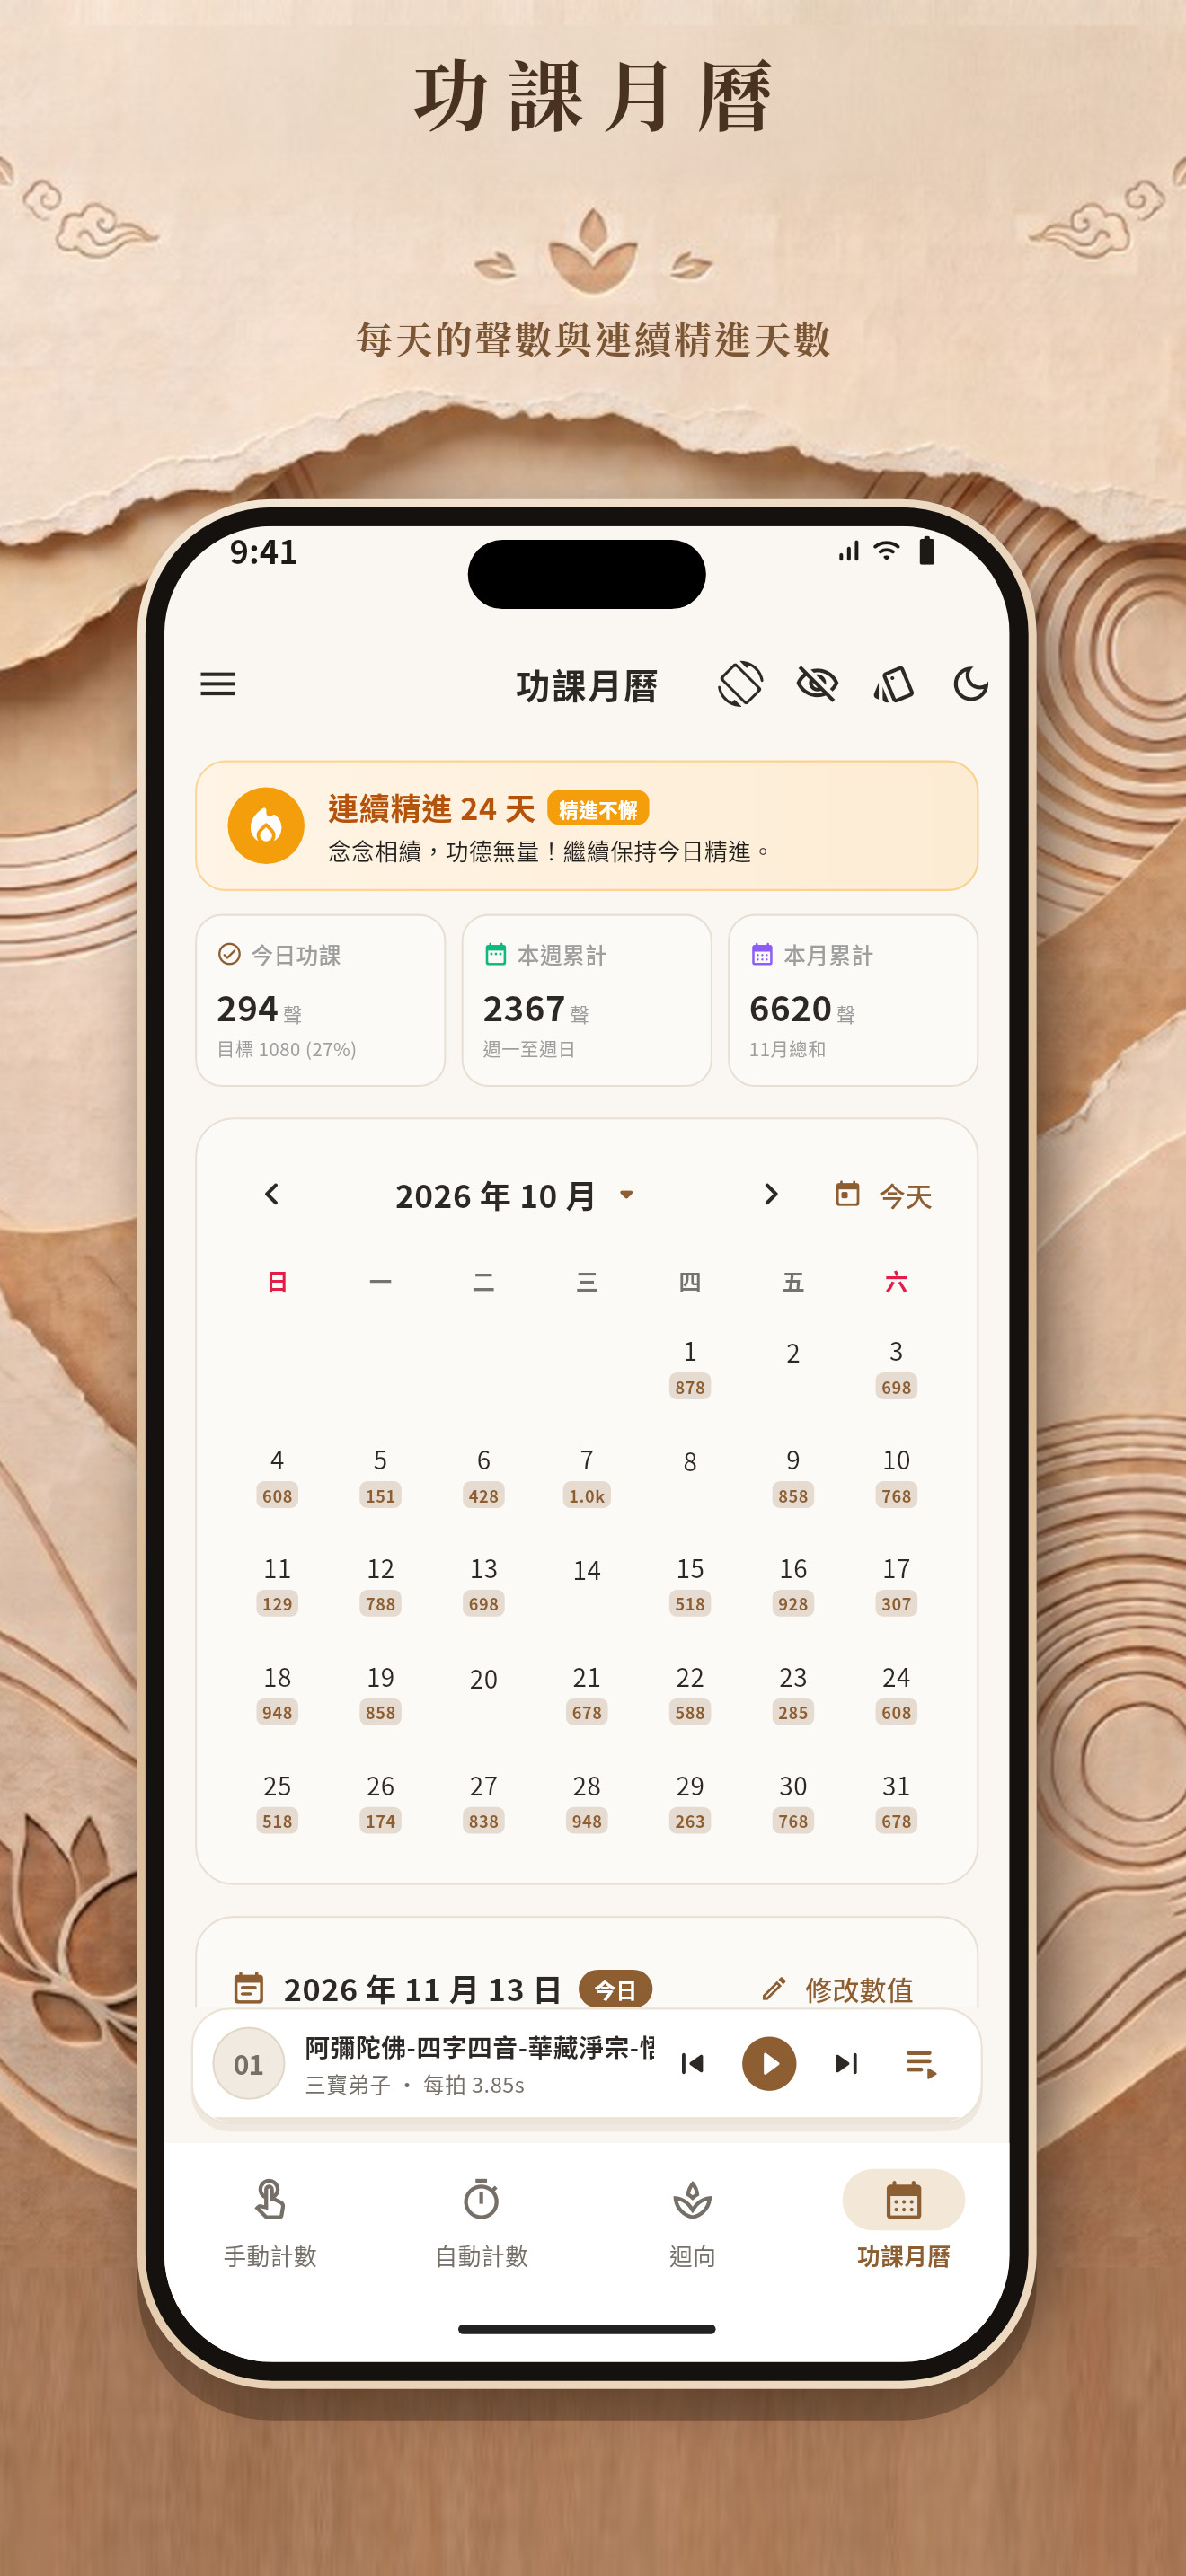 功課月曆
每天的聲數與連續精進天數
9:41
功課月曆
連續精進 24 天 精進不懈
念念相續，功德無量！繼續保持今日精進。
今日功課 本週累計 本月累計
294 聲 2367 聲 6620 聲
目標 1080 (27%) 週一至週日 11月總和
2026 年 10 月 今天
日 一 二 三 四 五 六
1 2 3
878 698
4 5 6 7 8 9 10
608 151 428 1.0k 858 768
11 12 13 14 15 16 17
129 788 698 518 928 307
18 19 20 21 22 23 24
948 858 678 588 285 608
25 26 27 28 29 30 31
518 174 838 948 263 768 678
2026 年 11 月 13 日 今日 修改數值
01 阿彌陀佛-四字四音-華藏淨宗-
三寶弟子 · 每拍 3.85s
手動計數 自動計數 迴向 功課月曆